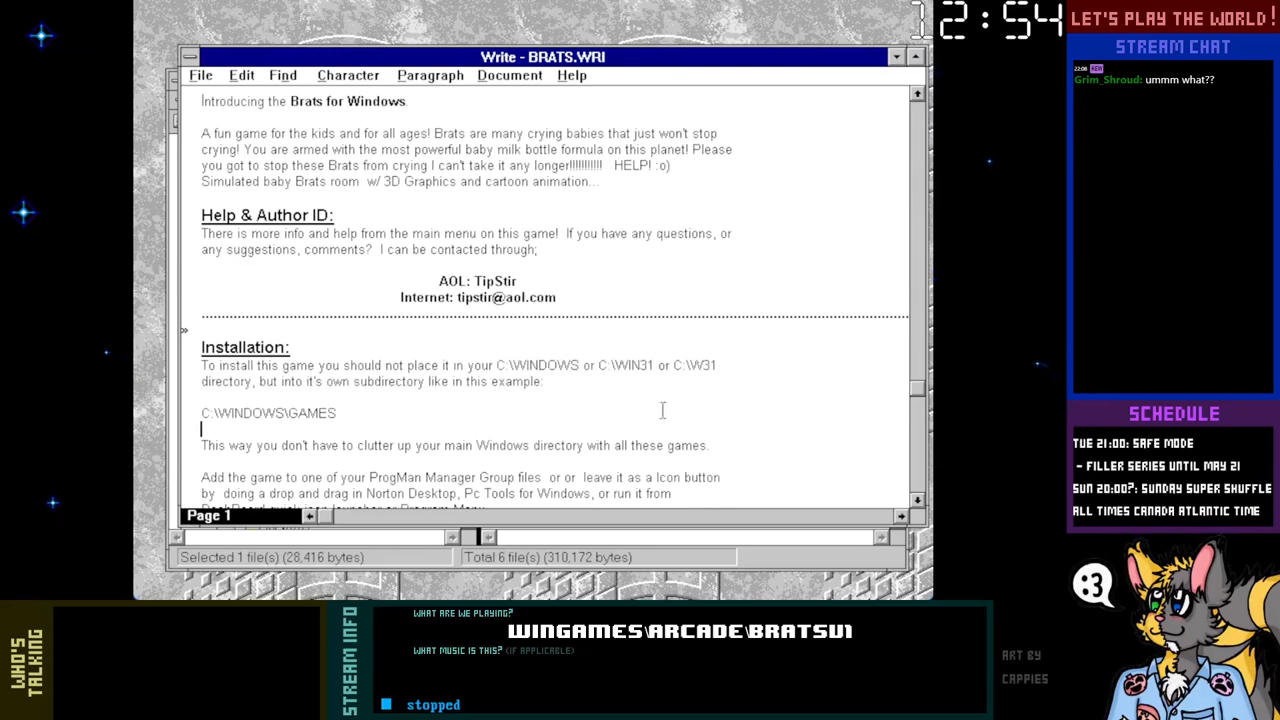 12:54
LET'S PLAY THE WORLD!
STREAM CHAT
22:08 NEW
Grim_Shroud: ummm what??
Write - BRATS.WRI
File Edit Find Character Paragraph Document Help
Introducing the Brats for Windows.
A fun game for the kids and for all ages! Brats are many crying babies that just won't stop
crying! You are armed with the most powerful baby milk bottle formula on this planet! Please
you got to stop these Brats from crying I can't take it any longer!!!!!!!!!!! HELP! :o)
Simulated baby Brats room w/ 3D Graphics and cartoon animation...
Help & Author ID:
There is more info and help from the main menu on this game! If you have any questions, or
any suggestions, comments? I can be contacted through;
AOL: TipStir
Internet: tipstir@aol.com
»
Installation:
To install this game you should not place it in your C:\WINDOWS or C:\WIN31 or C:\W31
directory, but into it's own subdirectory like in this example:
C:\WINDOWS\GAMES
This way you don't have to clutter up your main Windows directory with all these games.
Add the game to one of your ProgMan Manager Group files or or leave it as a Icon button
by doing a drop and drag in Norton Desktop, Pc Tools for Windows, or run it from
Page 1
Selected 1 file(s) (28,416 bytes)
Total 6 file(s) (310,172 bytes)
SCHEDULE
TUE 21:00: SAFE MODE
- FILLER SERIES UNTIL MAY 21
SUN 20:00?: SUNDAY SUPER SHUFFLE
ALL TIMES CANADA ATLANTIC TIME
:3
WHO'S TALKING
STREAM INFO
WHAT ARE WE PLAYING?
WINGAMES\ARCADE\BRATSV1
WHAT MUSIC IS THIS? (IF APPLICABLE)
stopped
ART BY
CAPPIES